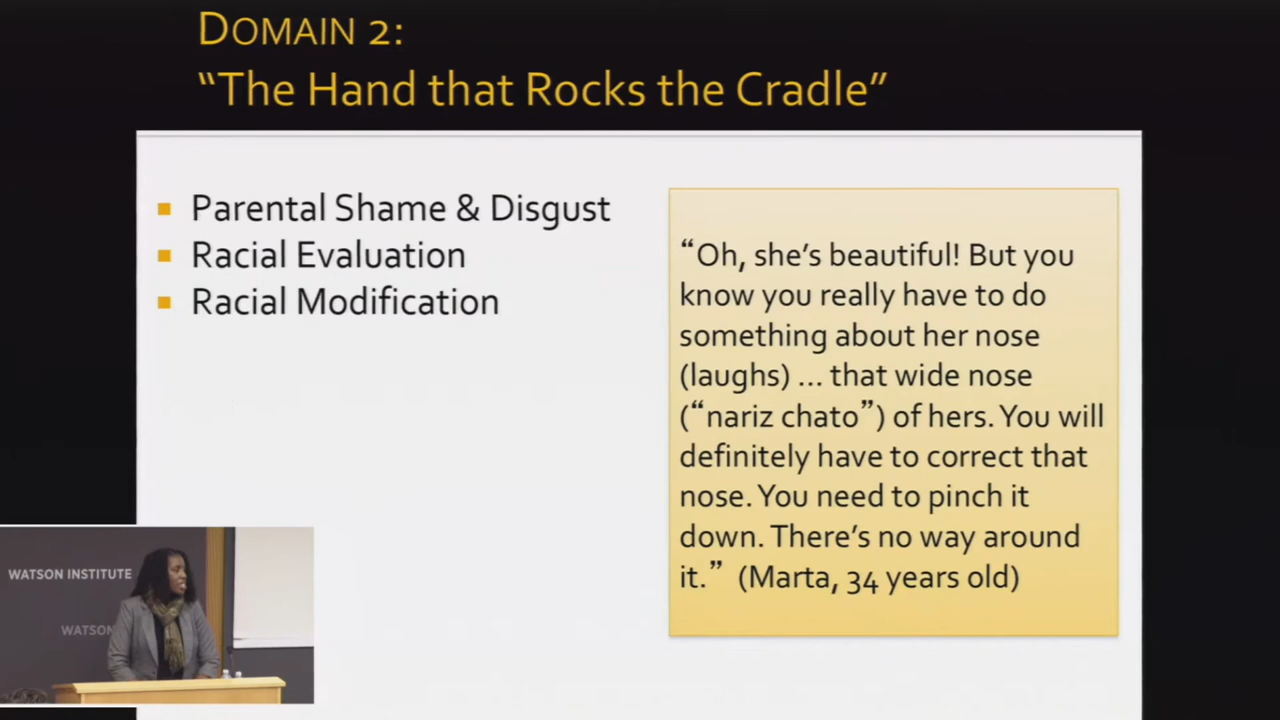 DOMAIN 2:
“The Hand that Rocks the Cradle”
▪ Parental Shame & Disgust
▪ Racial Evaluation
▪ Racial Modification
“Oh, she’s beautiful! But you
know you really have to do
something about her nose
(laughs) ... that wide nose
(“nariz chato”) of hers. You will
definitely have to correct that
nose. You need to pinch it
down. There’s no way around
it.” (Marta, 34 years old)
WATSON INSTITUTE
WATSON